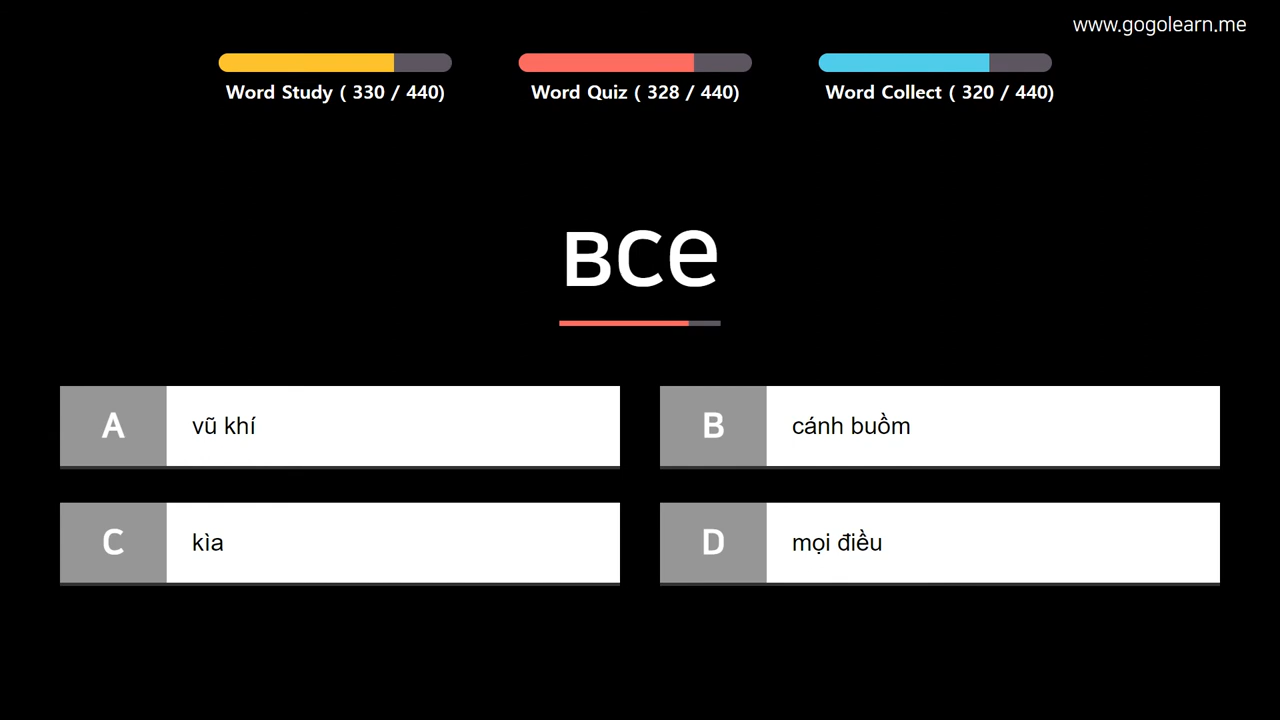 www.gogolearn.me
Word Study ( 330 / 440)
Word Quiz ( 328 / 440)
Word Collect ( 320 / 440)
все
A
vũ khí
B
cánh buồm
C
kìa
D
mọi điều